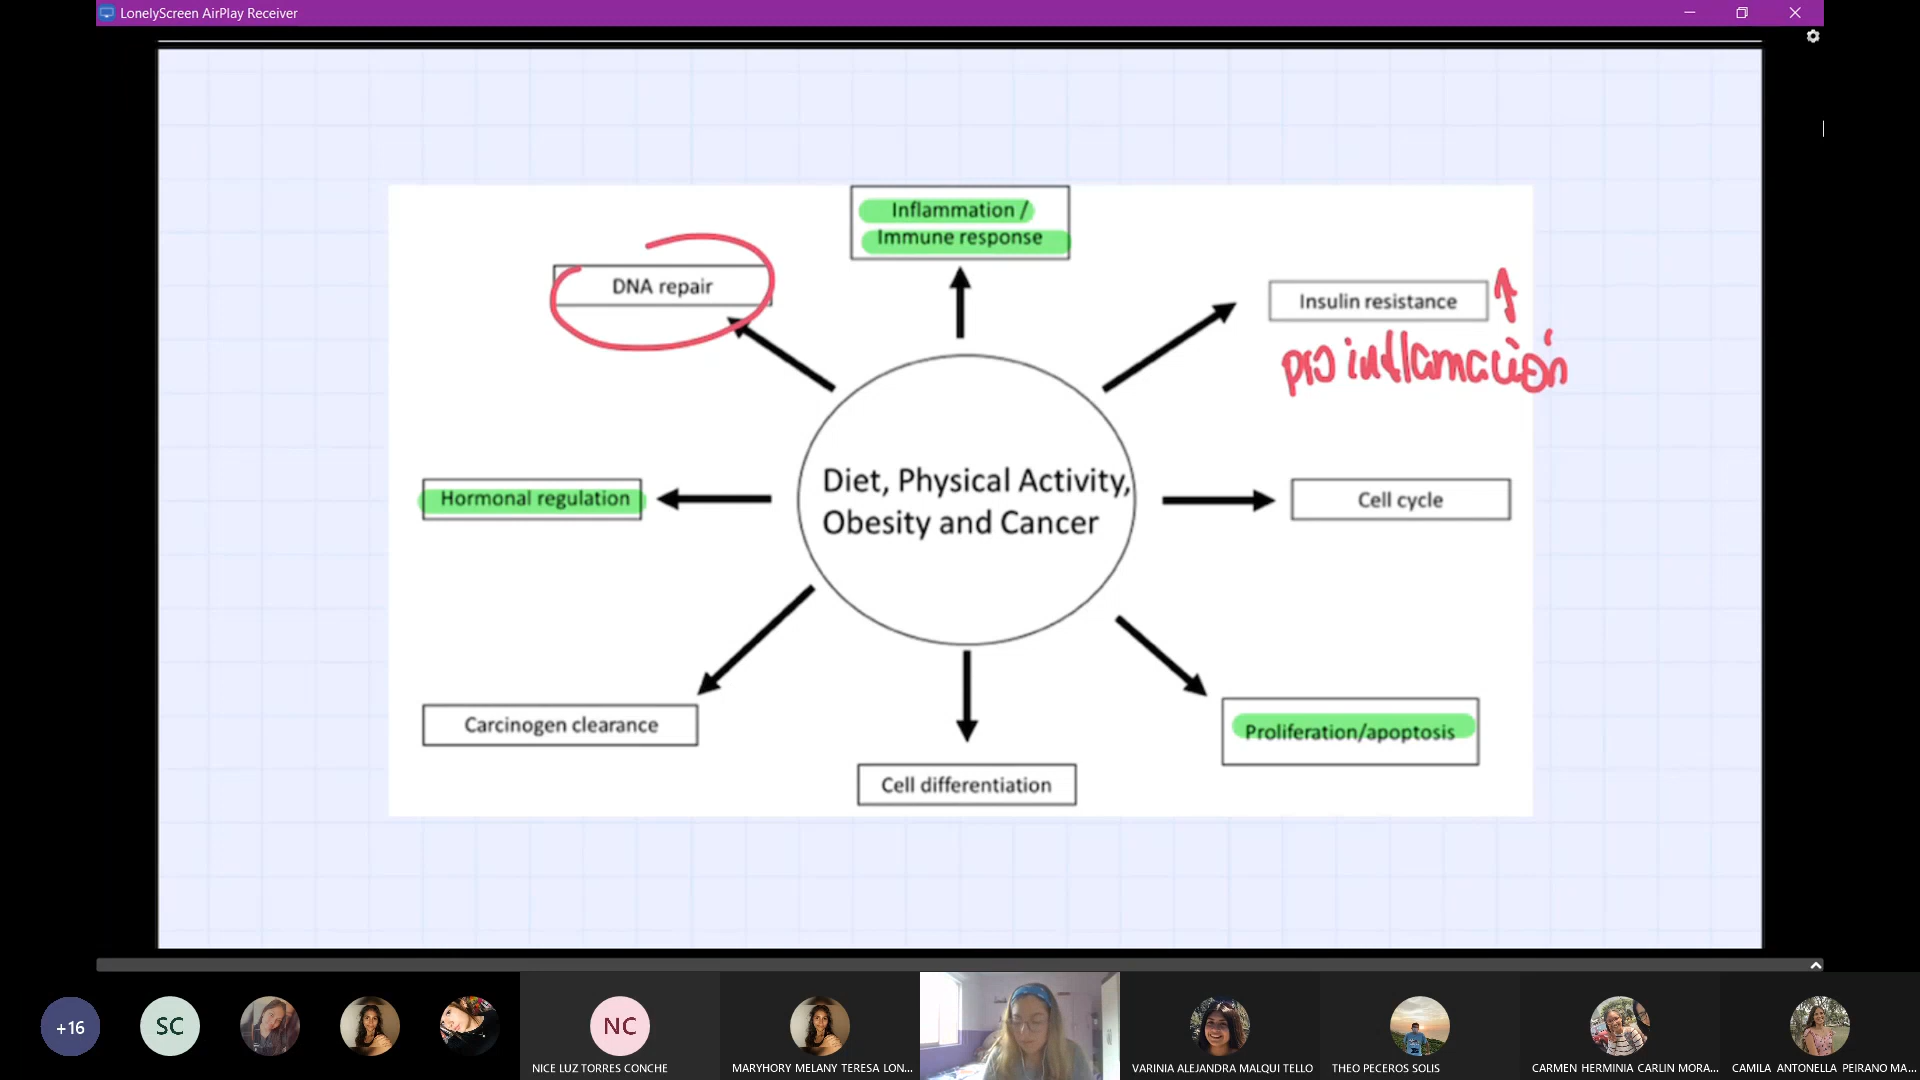 LonelyScreen AirPlay Receiver
Inflammation /
Immune response
DNA repair
Insulin resistance
pro inflamación
Diet, Physical Activity,
Obesity and Cancer
Hormonal regulation
Cell cycle
Carcinogen clearance
Proliferation/apoptosis
Cell differentiation
+16
SC
NC
NICE LUZ TORRES CONCHE
MARYHORY MELANY TERESA LON...
VARINIA ALEJANDRA MALQUI TELLO
THEO PECEROS SOLIS
CARMEN HERMINIA CARLIN MORA...
CAMILA ANTONELLA PEIRANO MA...